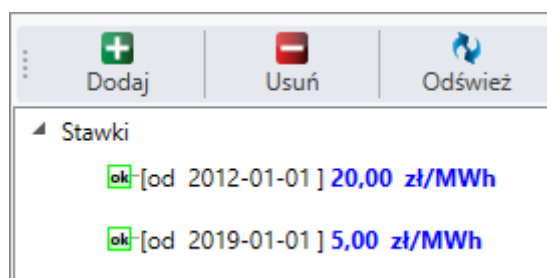 Dodaj Usuń Odśwież
Stawki
ok [od 2012-01-01 ] 20,00 zł/MWh
ok [od 2019-01-01 ] 5,00 zł/MWh